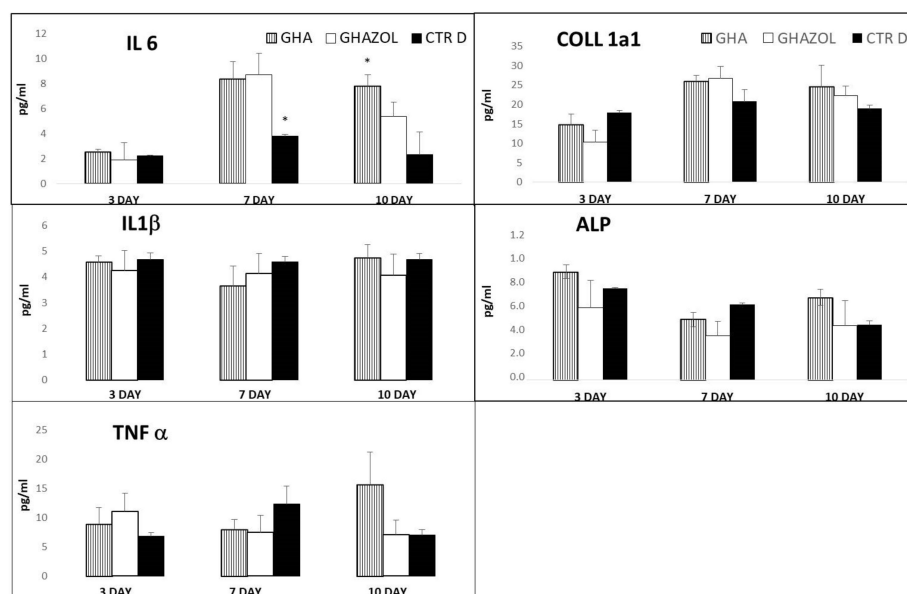 IL 6
GHA GHAZOL CTR D
pg/ml
12
10
8
6
4
2
0
*
*
3 DAY 7 DAY 10 DAY
COLL 1a1
GHA GHAZOL CTR D
pg/ml
35
30
25
20
15
10
5
0
3 DAY 7 DAY 10 DAY
IL1β
pg/ml
6
5
4
3
2
1
0
3 DAY 7 DAY 10 DAY
ALP
pg/ml
1.2
1.0
8.0
6.0
4.0
2.0
0.0
3 DAY 7 DAY 10 DAY
TNF α
pg/ml
25
20
15
10
5
0
3 DAY 7 DAY 10 DAY